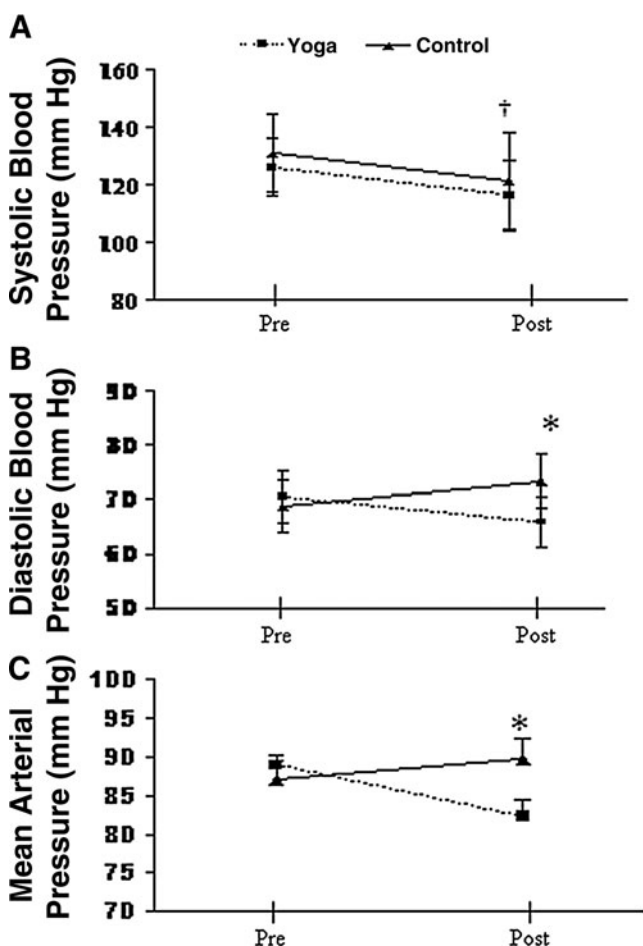 A
Yoga Control
Systolic Blood
Pressure (mm Hg)
160
140
120
100
80
†
Pre Post
B
Diastolic Blood
Pressure (mm Hg)
90
80
70
60
50
*
Pre Post
C
Mean Arterial
Pressure (mm Hg)
100
95
90
85
80
75
70
*
Pre Post